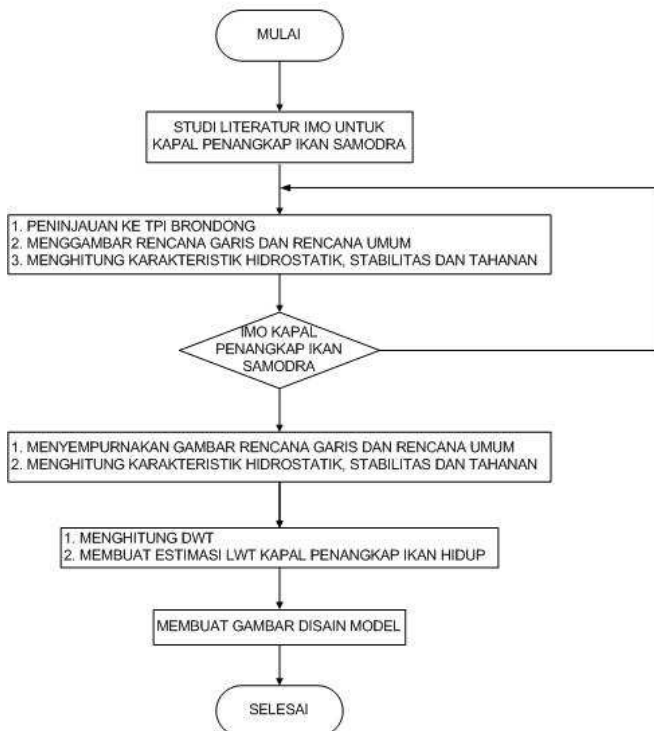 MULAI
STUDI LITERATUR IMO UNTUK
KAPAL PENANGKAP IKAN SAMODRA
1. PENINJAUAN KE TPI BRONDONG
2. MENGGAMBAR RENCANA GARIS DAN RENCANA UMUM
3. MENGHITUNG KARAKTERISTIK HIDROSTATIK, STABILITAS DAN TAHANAN
IMO KAPAL
PENANGKAP IKAN
SAMODRA
1. MENYEMPURNAKAN GAMBAR RENCANA GARIS DAN RENCANA UMUM
2. MENGHITUNG KARAKTERISTIK HIDROSTATIK, STABILITAS DAN TAHANAN
1. MENGHITUNG DWT
2. MEMBUAT ESTIMASI LWT KAPAL PENANGKAP IKAN HIDUP
MEMBUAT GAMBAR DISAIN MODEL
SELESAI